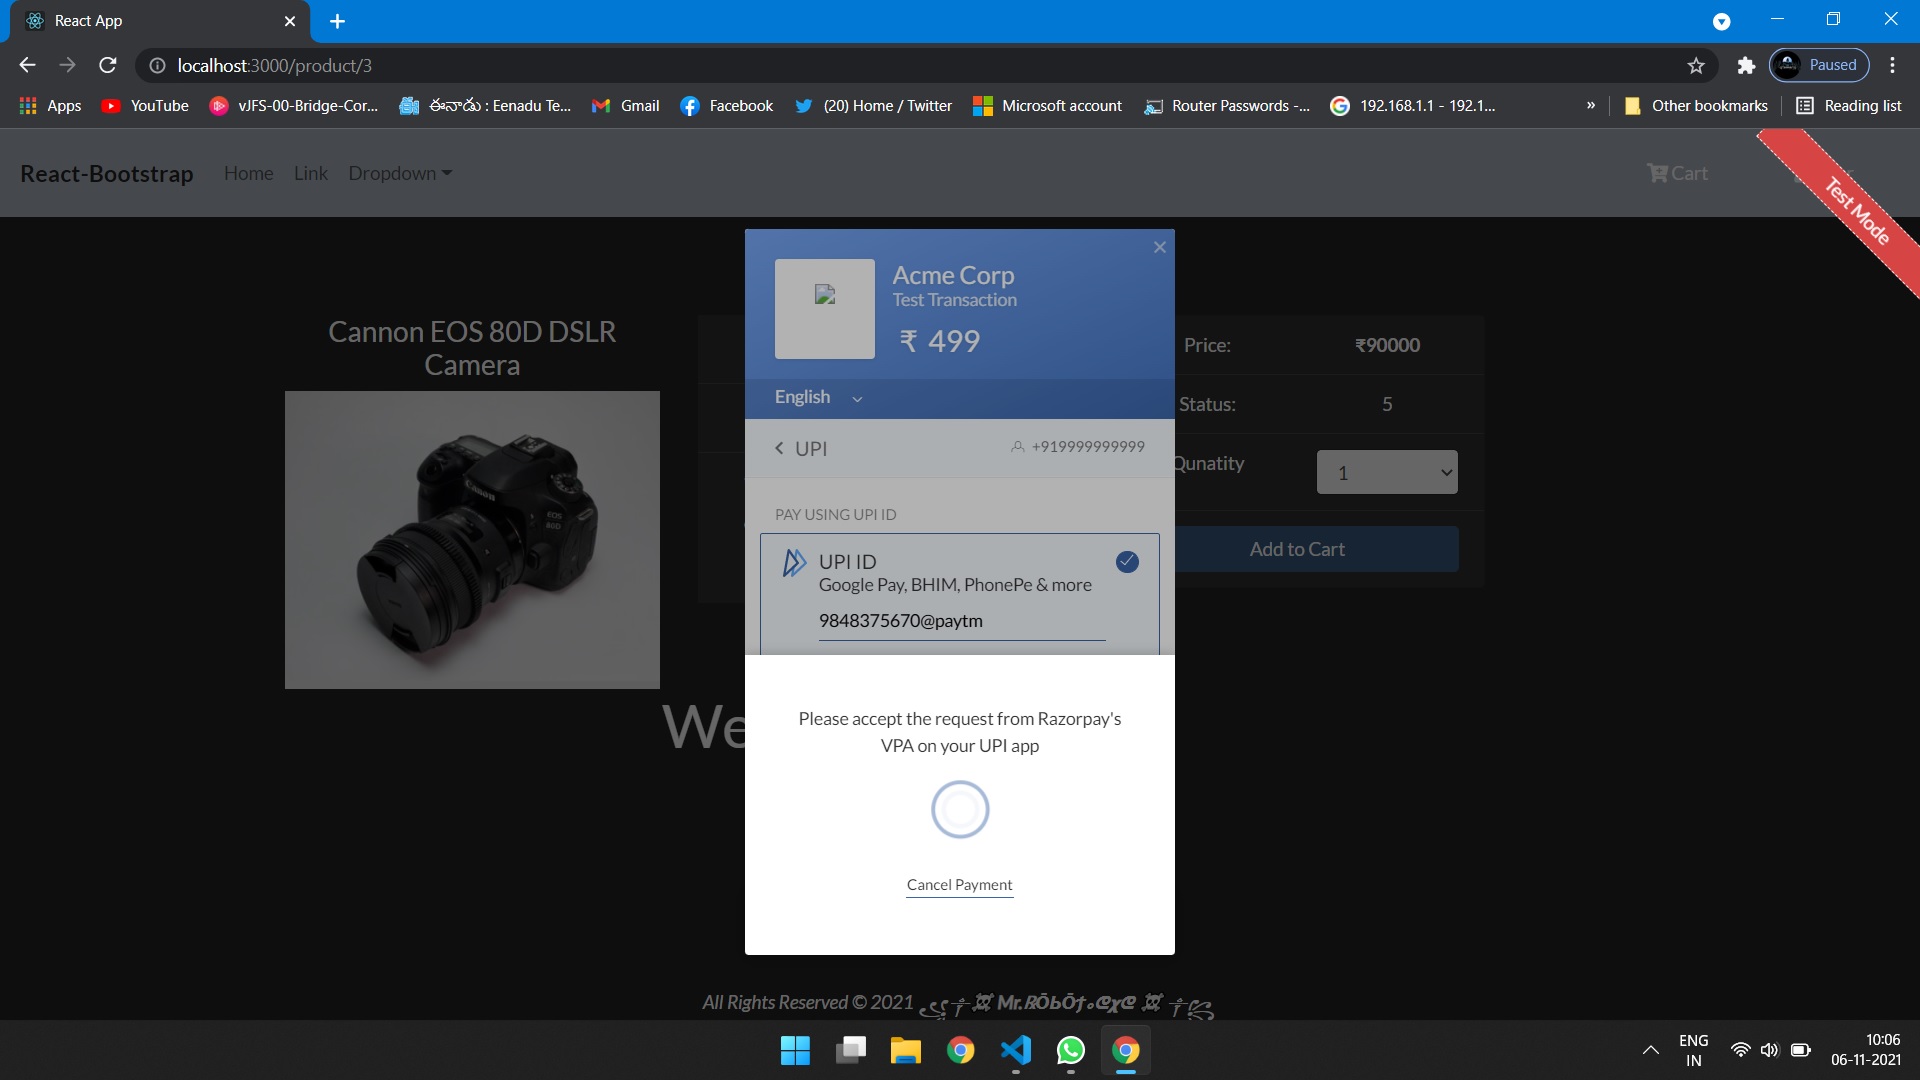 React App
localhost:3000/product/3
Paused
Apps
YouTube
vJFS-00-Bridge-Cor...
ఈనాడు : Eenadu Te...
Gmail
Facebook
(20) Home / Twitter
Microsoft account
Router Passwords -...
192.168.1.1 - 192.1...
»
Other bookmarks
Reading list
React-Bootstrap
Home
Link
Dropdown
Cart
Test Mode
Cannon EOS 80D DSLR
Camera
Canon
EOS
80D
Acme Corp
Test Transaction
₹ 499
English
UPI
+919999999999
PAY USING UPI ID
UPI ID
Google Pay, BHIM, PhonePe & more
9848375670@paytm
Please accept the request from Razorpay's
VPA on your UPI app
Cancel Payment
Price:
₹90000
Status:
5
Qunatity
1
Add to Cart
We
All Rights Reserved © 2021
ENG
IN
10:06
06-11-2021